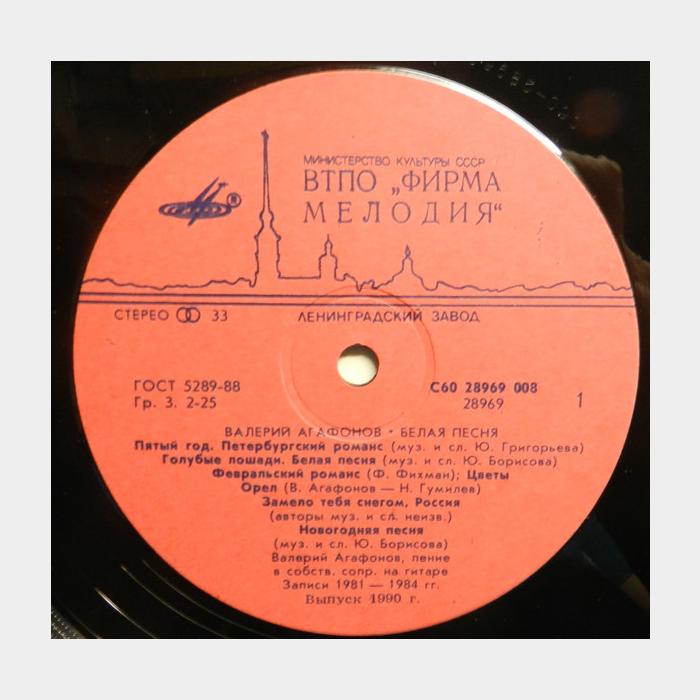 МИНИСТЕРСТВО КУЛЬТУРЫ СССР
ВТПО „ФИРМА
МЕЛОДИЯ“
®
СТЕРЕО 33
ЛЕНИНГРАДСКИЙ ЗАВОД
ГОСТ 5289-88
Гр. 3. 2-25
С60 28969 008
28969
1
ВАЛЕРИЙ АГАФОНОВ • БЕЛАЯ ПЕСНЯ
Пятый год. Петербургский романс (муз. и сл. Ю. Григорьева)
Голубые лошади. Белая песня (муз. и сл. Ю. Борисова)
Февральский романс (Ф. Фихман); Цветы
Орел (В. Агафонов — Н. Гумилев)
Замело тебя снегом, Россия
(авторы муз. и сл. неизв.)
Новогодняя песня
(муз. и сл. Ю. Борисова)
Валерий Агафонов, пение
в собств. сопр. на гитаре
Записи 1981 — 1984 гг.
Выпуск 1990 г.